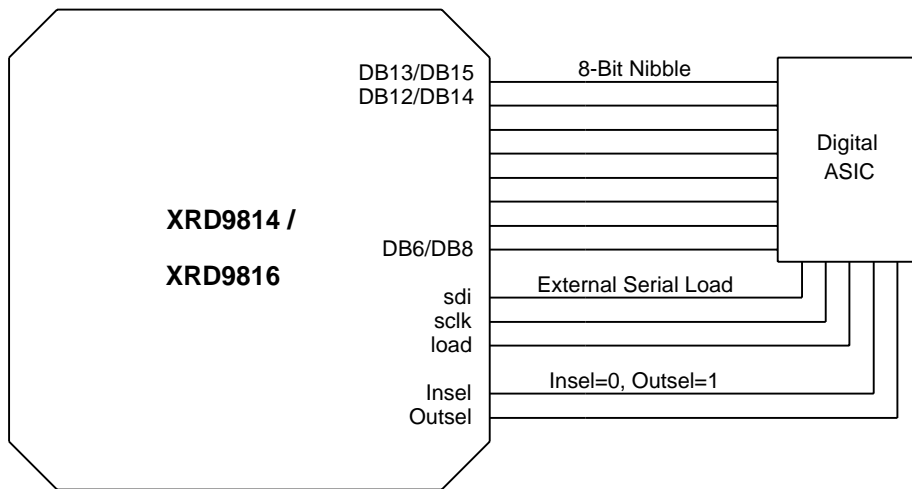 DB13/DB15
8-Bit Nibble
DB12/DB14
Digital
ASIC
XRD9814 /
XRD9816
DB6/DB8
sdi
External Serial Load
sclk
load
Insel
Insel=0, Outsel=1
Outsel